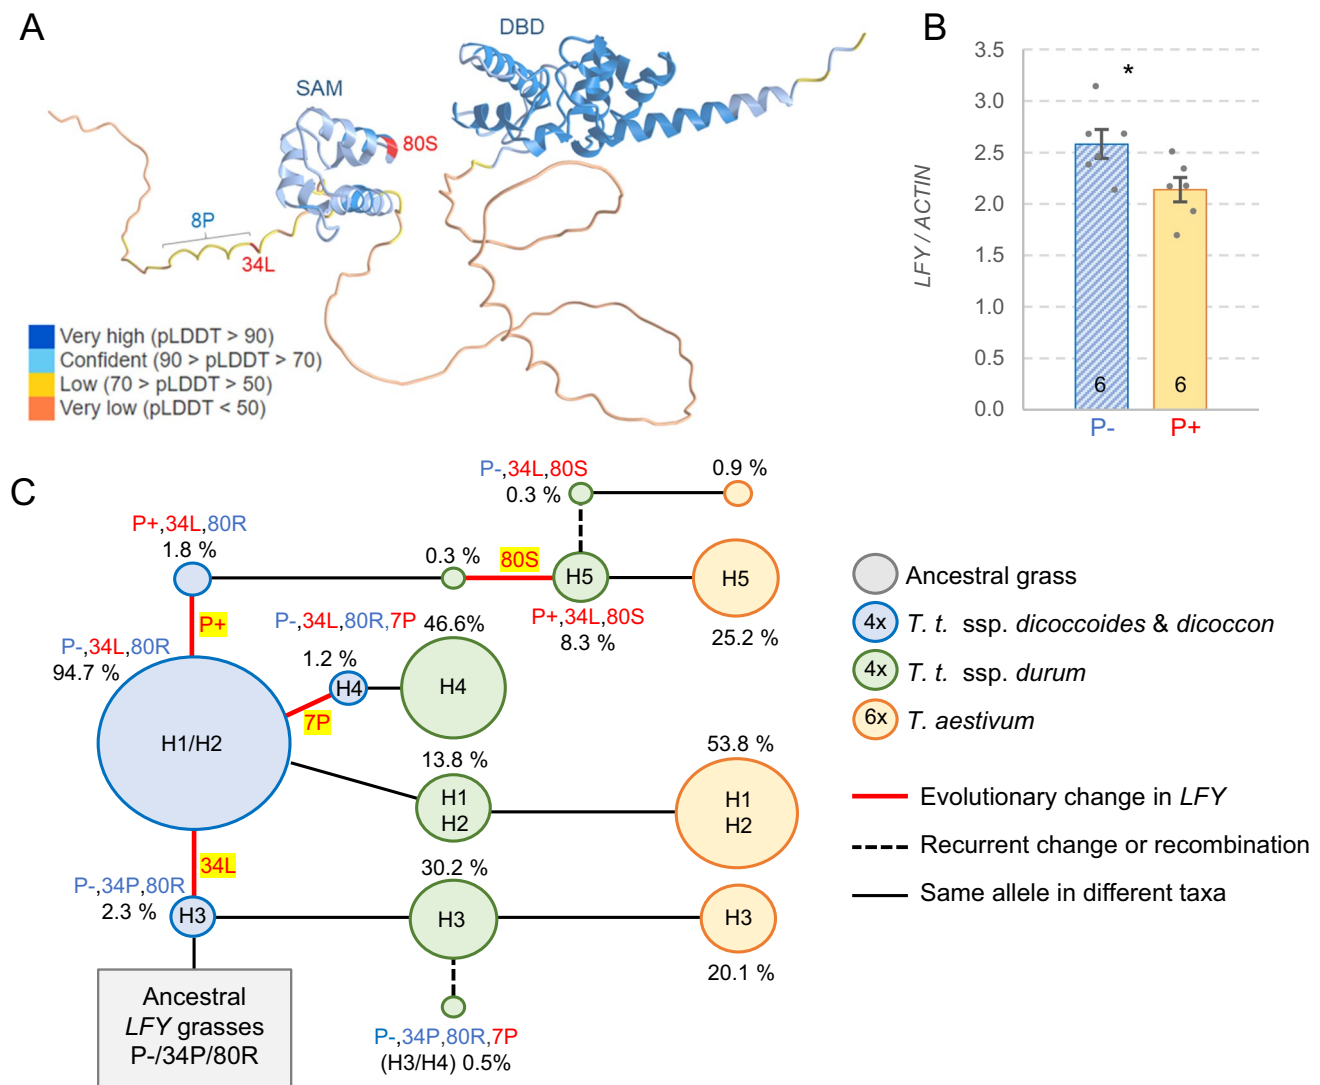 A
SAM
DBD
80S
8P
34L
Very high (pLDDT > 90)
Confident (90 > pLDDT > 70)
Low (70 > pLDDT > 50)
Very low (pLDDT < 50)
B
LFY / ACTIN
3.5
3.0
2.5
2.0
1.5
1.0
0.5
0.0
*
6
6
P-
P+
C
P+,34L,80R
1.8 %
P+
P-,34L,80R
94.7 %
H1/H2
34L
P-,34P,80R
2.3 %
H3
Ancestral
LFY grasses
P-/34P/80R
P-,34L,80S
0.3 %
0.9 %
0.3 %
80S
H5
H5
P+,34L,80S
8.3 %
25.2 %
P-,34L,80R,7P
46.6%
1.2 %
H4
H4
7P
13.8 %
H1
H2
53.8 %
H1
H2
30.2 %
H3
H3
20.1 %
P-,34P,80R,7P
(H3/H4) 0.5%
Ancestral grass
4x T. t. ssp. dicoccoides & dicoccon
4x T. t. ssp. durum
6x T. aestivum
Evolutionary change in LFY
Recurrent change or recombination
Same allele in different taxa